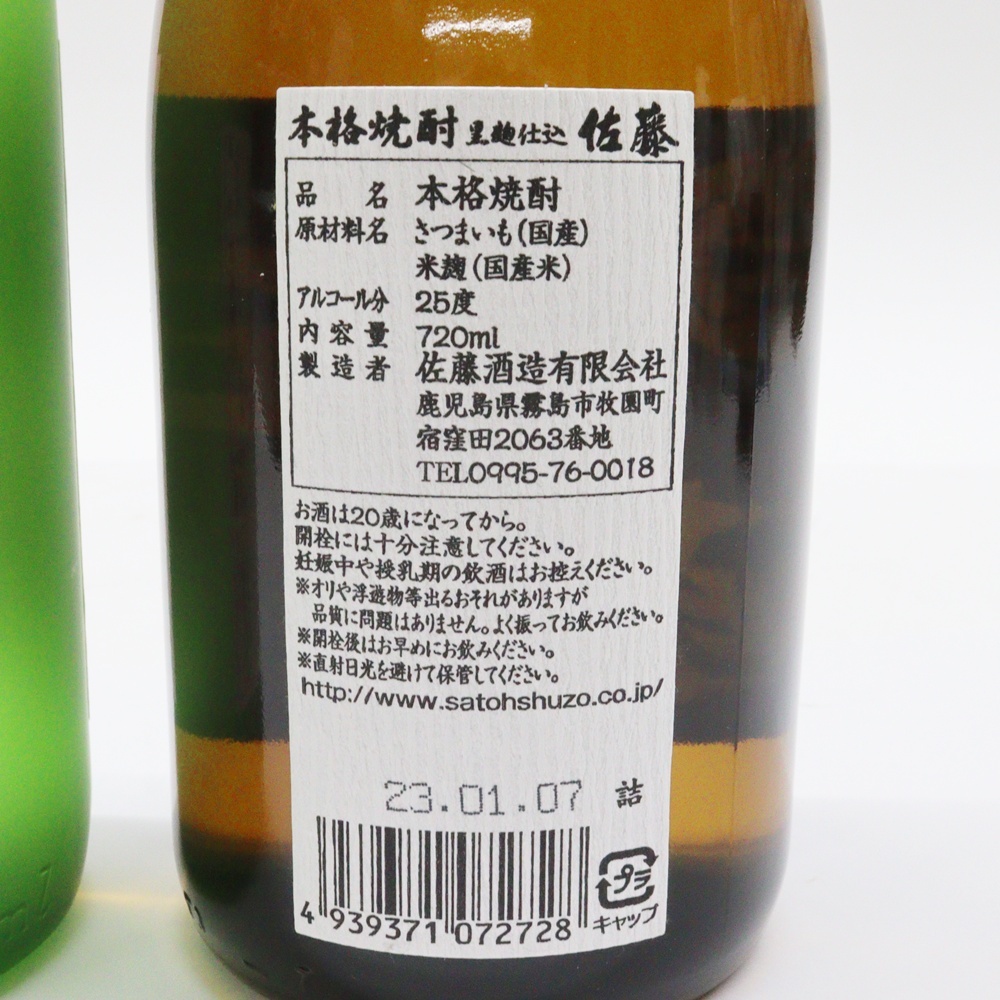 本格焼酎 黒麹仕込 佐藤
品名 本格焼酎
原材料名 さつまいも(国産)
米麹(国産米)
アルコール分 25度
内容量 720ml
製造者 佐藤酒造有限会社
鹿児島県霧島市牧園町
宿窪田2063番地
TEL0995-76-0018
お酒は20歳になってから。
開栓には十分注意してください。
妊娠中や授乳期の飲酒はお控えください。
※オリや浮遊物等出るおそれがありますが
品質に問題はありません。よく振ってお飲みください。
※開栓後はお早めにお飲みください。
※直射日光を避けて保管してください。
http://www.satohshuzo.co.jp/
23.01.07 詰
プラ
キャップ
4 939371 072728